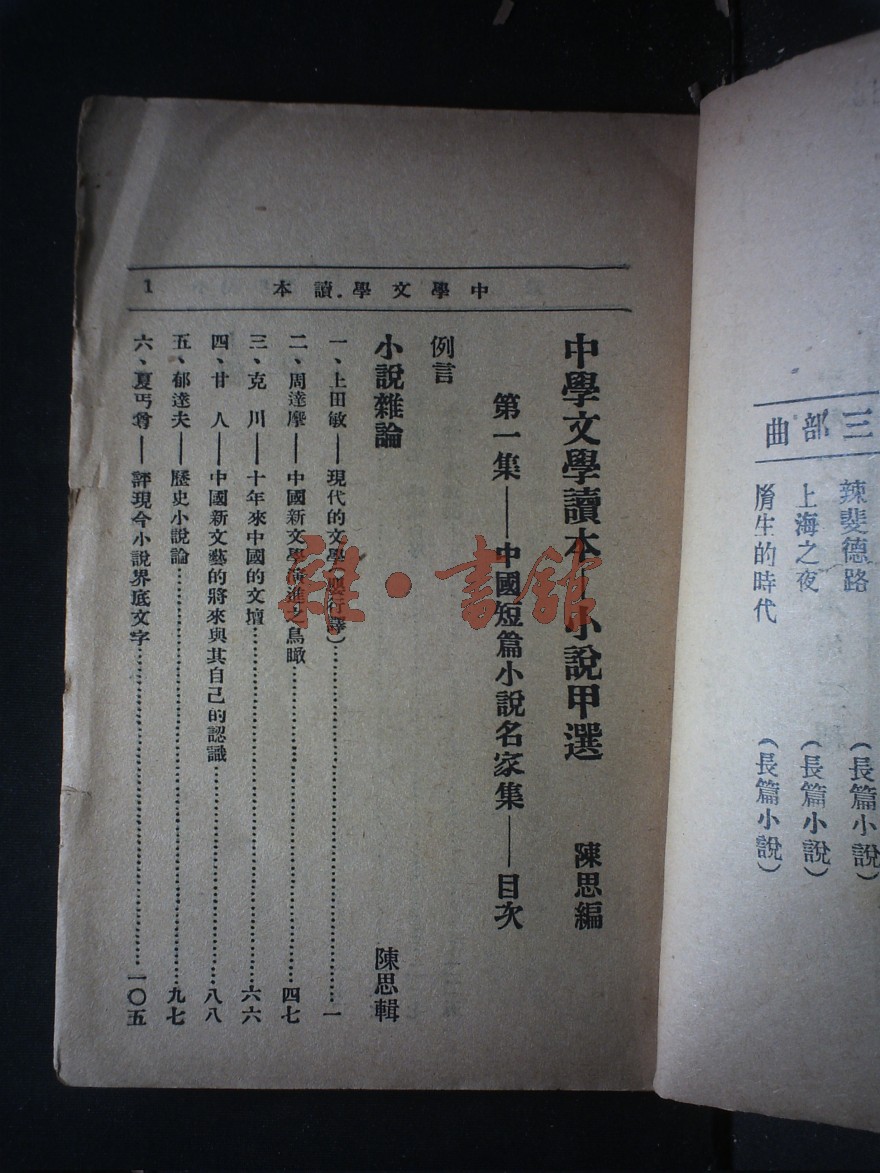 三部曲
辣斐德路
(長篇小說)
上海之夜
(長篇小說)
(長篇小說)
中學文學讀本
1
中學文學讀本—小說甲選
陳思編
第一集——中國短篇小說名家集——目次
例言
小說雜論
陳思輯
一、上田敏——現代的文學 譯)……一
二、周達摩——中國新文學演進之鳥瞰……四七
三、克川——十年來中國的文壇……六六
四、甘人——中國新文藝的將來與其自己的認識……八八
五、郁達夫——歷史小說論……九七
六、夏丏尊——評現今小說界底文字……一〇五
雜·書館